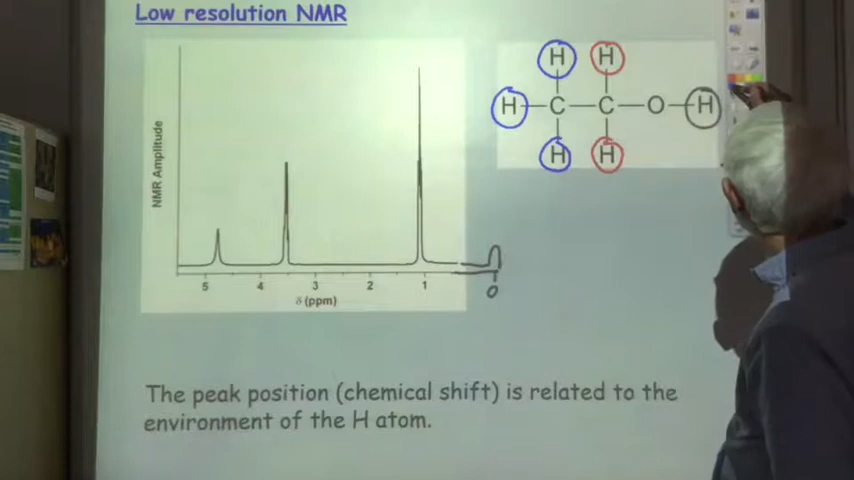 Low resolution NMR
NMR Amplitude
5 4 3 2 1 0
δ (ppm)
H H
H C C O H
H H
The peak position (chemical shift) is related to the
environment of the H atom.